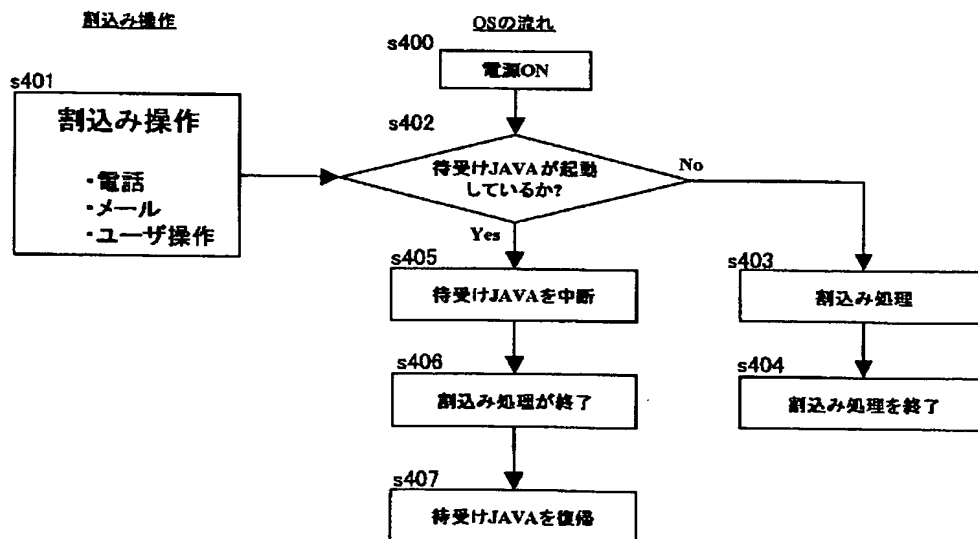 割込み操作
OSの流れ
s400
電源ON
s401
割込み操作
・電話
・メール
・ユーザ操作
s402
待受けJAVAが起動
しているか?
No
Yes
s405
待受けJAVAを中断
s403
割込み処理
s406
割込み処理が終了
s404
割込み処理を終了
s407
待受けJAVAを復帰